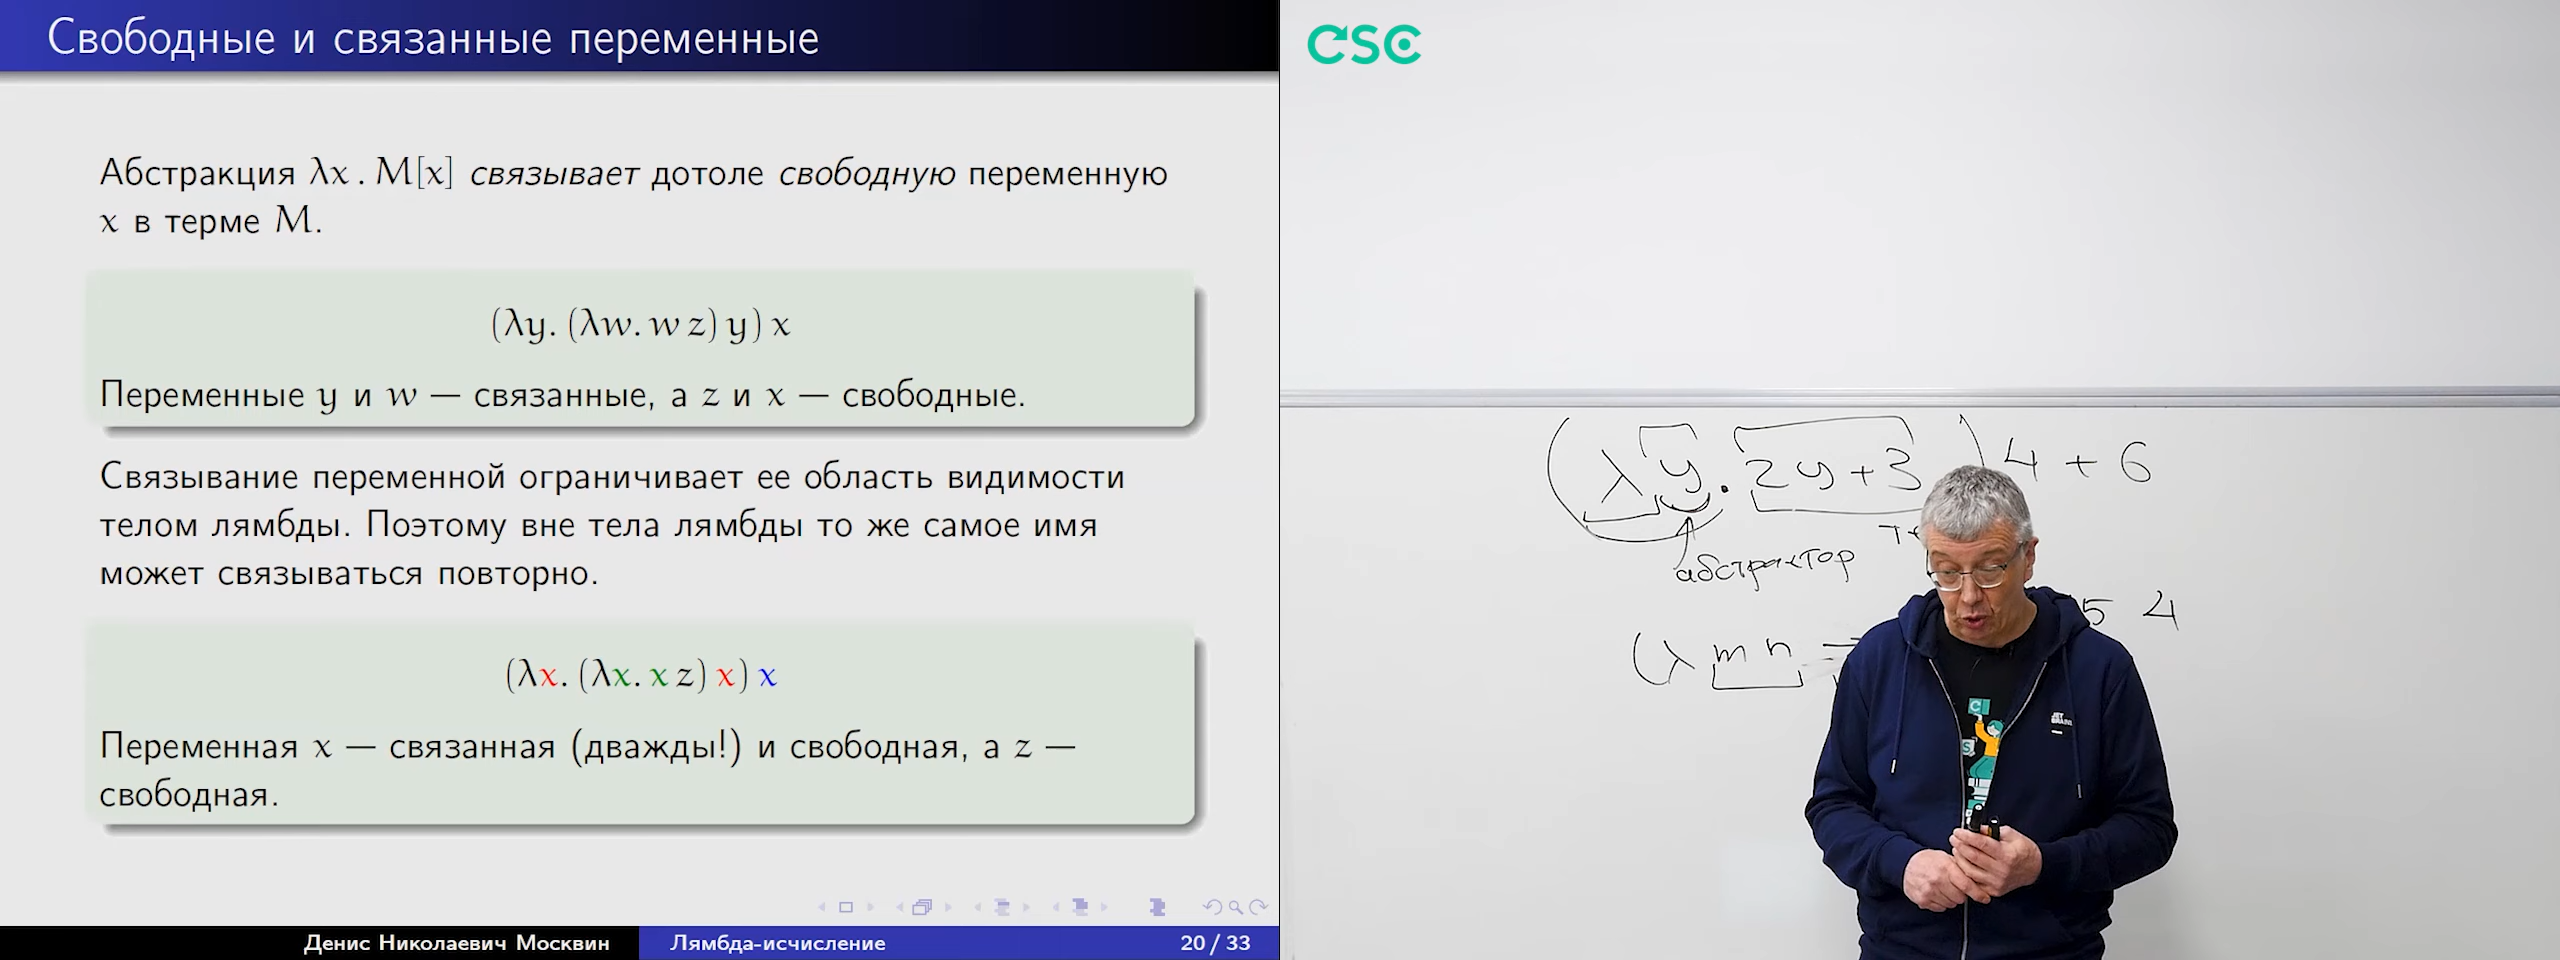 Свободные и связанные переменные
Абстракция λx . M[x] связывает дотоле свободную переменную
x в терме M.
(λy. (λw. w z) y) x
Переменные y и w — связанные, а z и x — свободные.
Связывание переменной ограничивает ее область видимости
телом лямбды. Поэтому вне тела лямбды то же самое имя
может связываться повторно.
(λx. (λx. x z) x) x
Переменная x — связанная (дважды!) и свободная, а z —
свободная.
Денис Николаевич Москвин
Лямбда-исчисление
20 / 33
CSC
(λ y. 2y+3) 4 + 6
абстрактор
5 4
(λ m n
JET
BRAINS